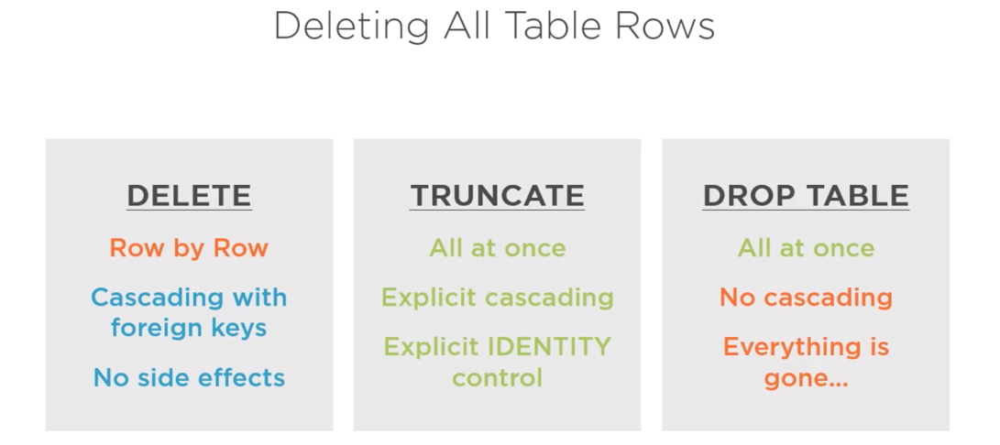 Deleting All Table Rows
DELETE
Row by Row
Cascading with
foreign keys
No side effects
TRUNCATE
All at once
Explicit cascading
Explicit IDENTITY
control
DROP TABLE
All at once
No cascading
Everything is
gone...